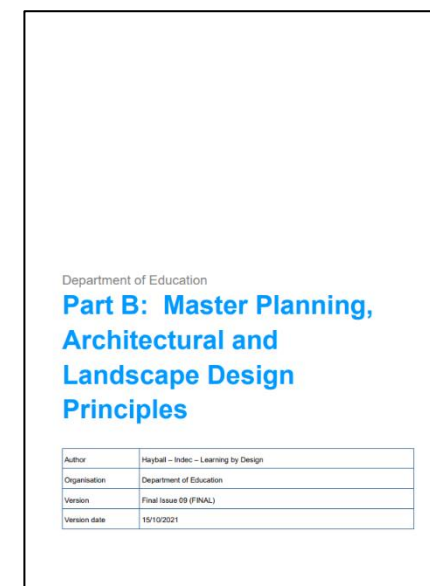 Department of Education
Part B: Master Planning,
Architectural and
Landscape Design
Principles
Author Hayball – Indec – Learning by Design
Organisation Department of Education
Version Final Issue 09 (FINAL)
Version date 15/10/2021